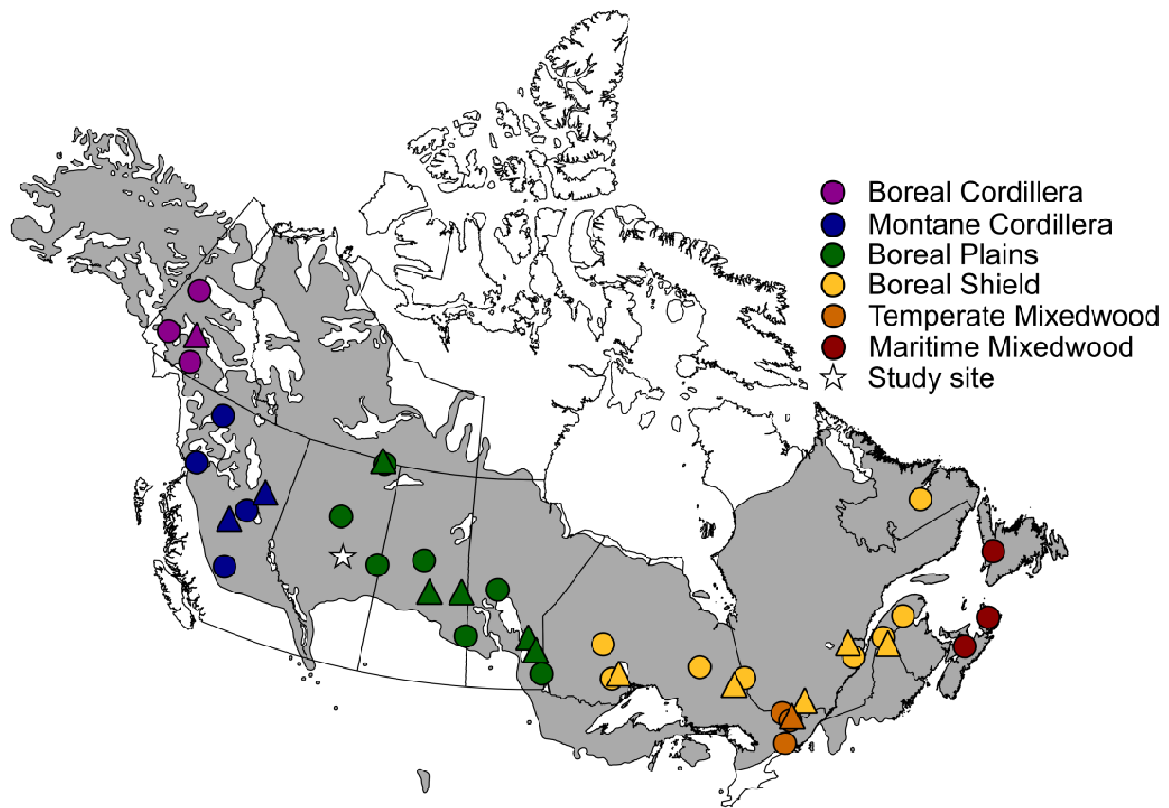 Boreal Cordillera
Montane Cordillera
Boreal Plains
Boreal Shield
Temperate Mixedwood
Maritime Mixedwood
Study site